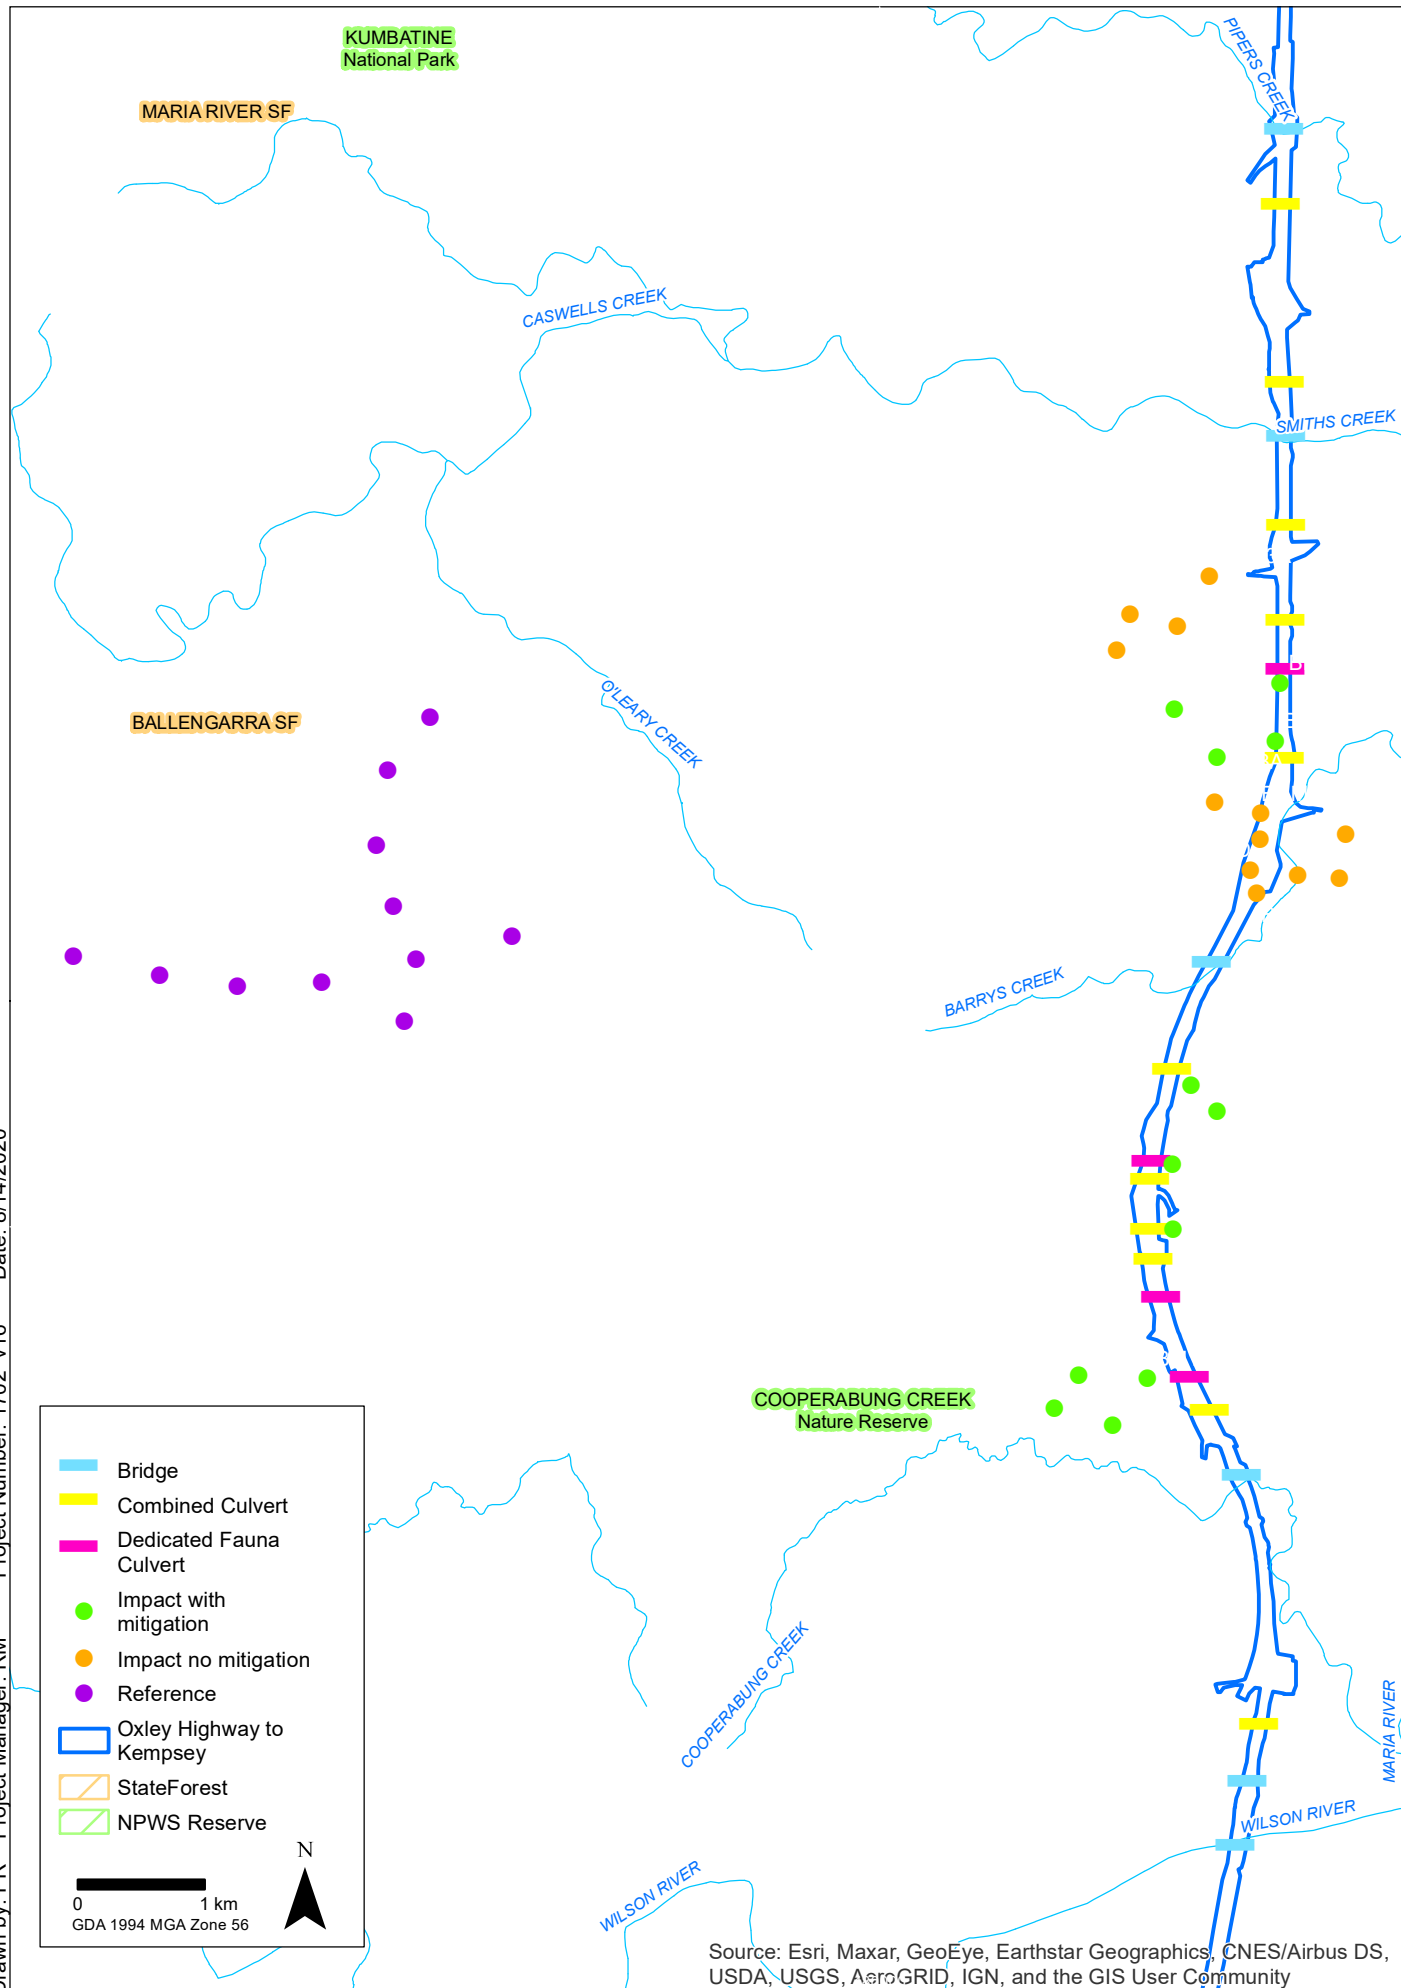 KUMBATINE
National Park
PIPERS CREEK
MARIA RIVER SF
CASWELLS CREEK
SMITHS CREEK
O'LEARY CREEK
BALLENGARRA SF
BARRYS CREEK
COOPERABUNG CREEK
Nature Reserve
COOPERABUNG CREEK
MARIA RIVER
WILSON RIVER
WILSON RIVER
Bridge
Combined Culvert
Dedicated Fauna
Culvert
Impact with
mitigation
Impact no mitigation
Reference
Oxley Highway to
Kempsey
StateForest
NPWS Reserve
N
0 1 km
GDA 1994 MGA Zone 56
Source: Esri, Maxar, GeoEye, Earthstar Geographics, CNES/Airbus DS,
USDA, USGS, AeroGRID, IGN, and the GIS User Community